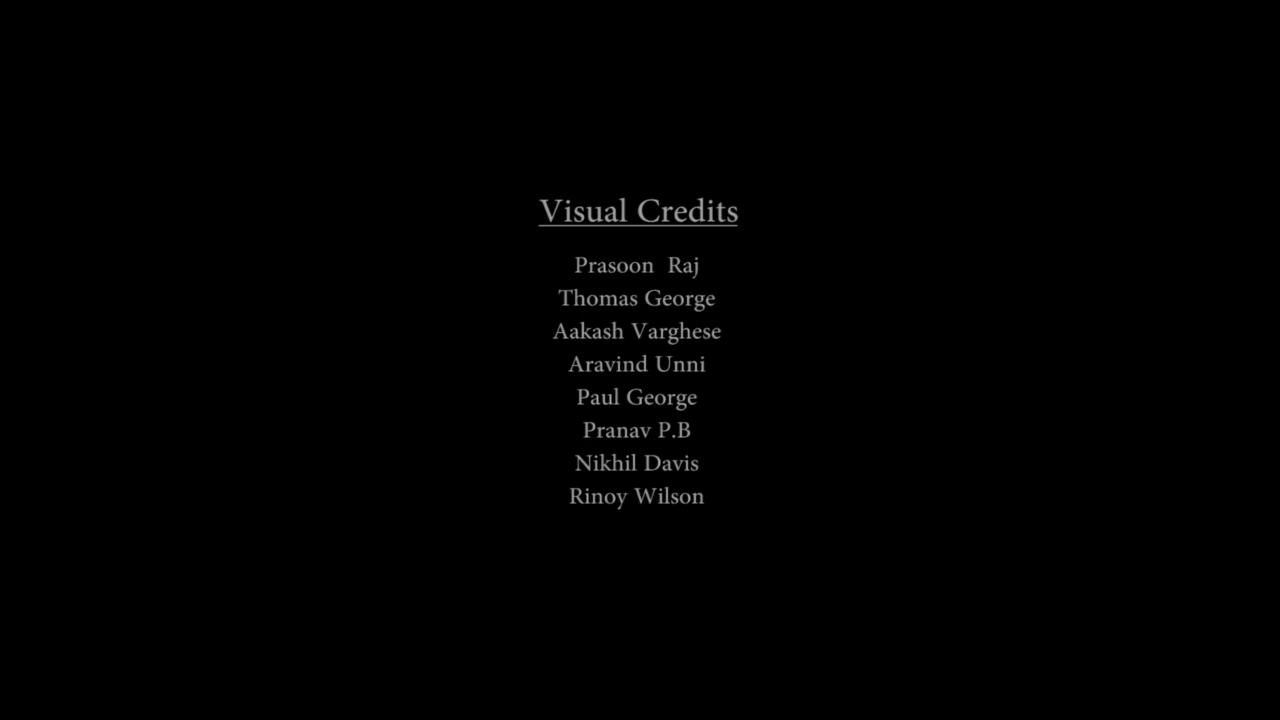 Visual Credits
Prasoon  Raj
Thomas George
Aakash Varghese
Aravind Unni
Paul George
Pranav P.B
Nikhil Davis
Rinoy Wilson